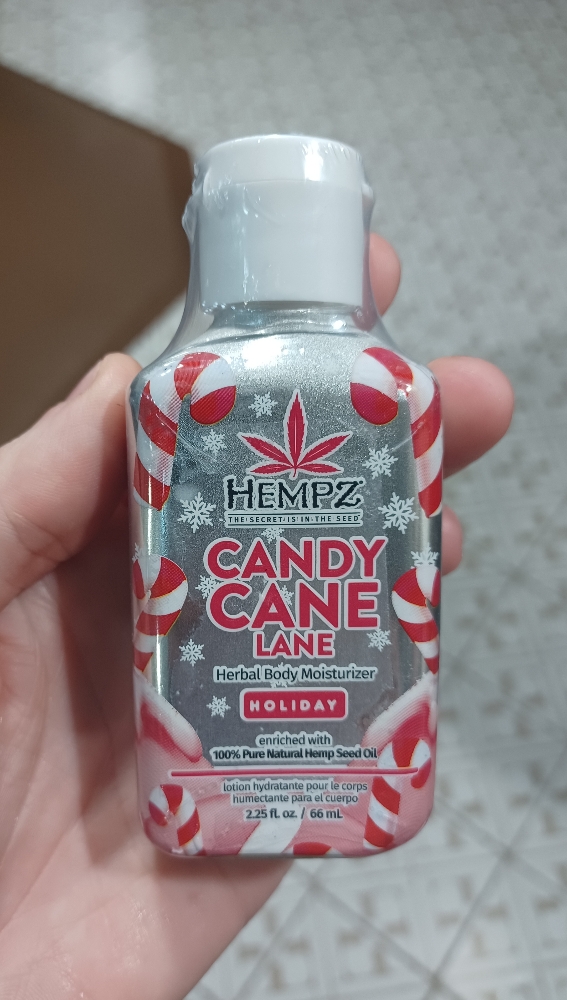 HEMPZ
THE SECRET IS IN THE SEED
CANDY
CANE
LANE
Herbal Body Moisturizer
HOLIDAY
enriched with
100% Pure Natural Hemp Seed Oil
lotion hydratante pour le corps
humectante para el cuerpo
2.25 fl. oz. / 66 mL